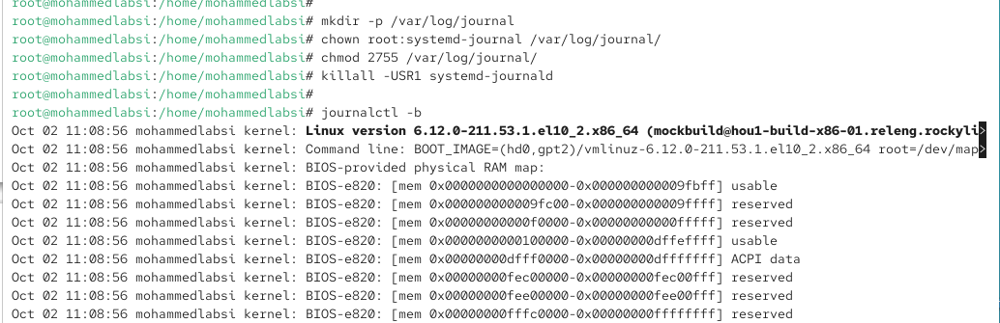 root@mohammedlabsi:/home/mohammedlabsi#
root@mohammedlabsi:/home/mohammedlabsi# mkdir -p /var/log/journal
root@mohammedlabsi:/home/mohammedlabsi# chown root:systemd-journal /var/log/journal/
root@mohammedlabsi:/home/mohammedlabsi# chmod 2755 /var/log/journal/
root@mohammedlabsi:/home/mohammedlabsi# killall -USR1 systemd-journald
root@mohammedlabsi:/home/mohammedlabsi#
root@mohammedlabsi:/home/mohammedlabsi# journalctl -b
Oct 02 11:08:56 mohammedlabsi kernel: Linux version 6.12.0-211.53.1.el10_2.x86_64 (mockbuild@hou1-build-x86-01.releng.rockyli>
Oct 02 11:08:56 mohammedlabsi kernel: Command line: BOOT_IMAGE=(hd0,gpt2)/vmlinuz-6.12.0-211.53.1.el10_2.x86_64 root=/dev/map>
Oct 02 11:08:56 mohammedlabsi kernel: BIOS-provided physical RAM map:
Oct 02 11:08:56 mohammedlabsi kernel: BIOS-e820: [mem 0x0000000000000000-0x000000000009fbff] usable
Oct 02 11:08:56 mohammedlabsi kernel: BIOS-e820: [mem 0x000000000009fc00-0x000000000009ffff] reserved
Oct 02 11:08:56 mohammedlabsi kernel: BIOS-e820: [mem 0x00000000000f0000-0x00000000000fffff] reserved
Oct 02 11:08:56 mohammedlabsi kernel: BIOS-e820: [mem 0x0000000000100000-0x00000000dffeffff] usable
Oct 02 11:08:56 mohammedlabsi kernel: BIOS-e820: [mem 0x00000000dfff0000-0x00000000dfffffff] ACPI data
Oct 02 11:08:56 mohammedlabsi kernel: BIOS-e820: [mem 0x00000000fec00000-0x00000000fec00fff] reserved
Oct 02 11:08:56 mohammedlabsi kernel: BIOS-e820: [mem 0x00000000fee00000-0x00000000fee00fff] reserved
Oct 02 11:08:56 mohammedlabsi kernel: BIOS-e820: [mem 0x00000000fffc0000-0x00000000ffffffff] reserved